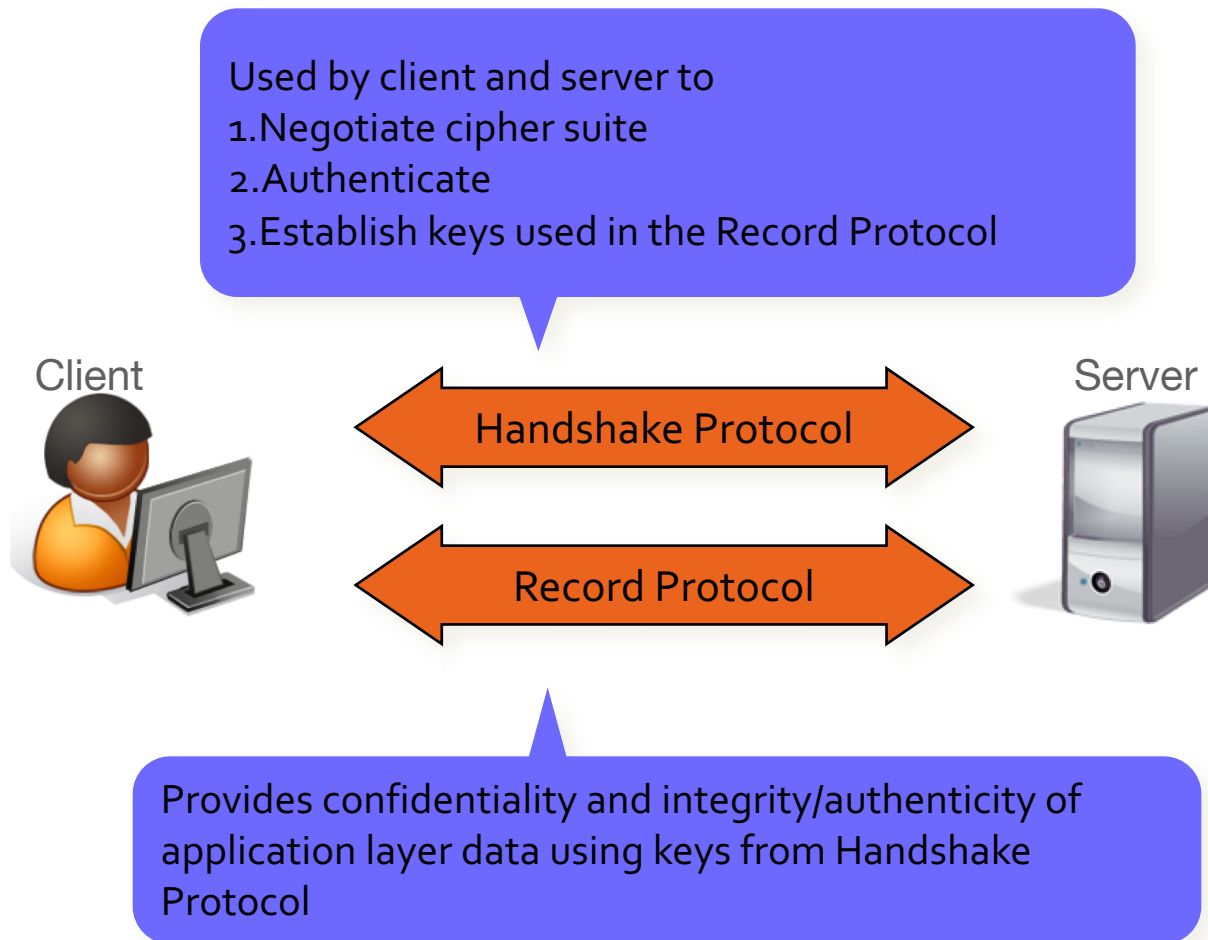 Used by client and server to
1.Negotiate cipher suite
2.Authenticate
3.Establish keys used in the Record Protocol
Client
Server
Handshake Protocol
Record Protocol
Provides confidentiality and integrity/authenticity of
application layer data using keys from Handshake
Protocol